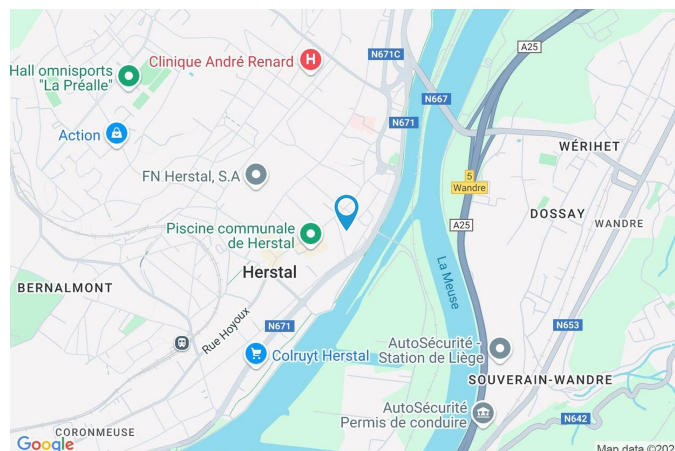 N671C
A25
Clinique André Renard
H
Hall omnisports
"La Préalle"
N667
N671
Action
WÉRIHET
FN Herstal, S.A
5
Wandre
DOSSAY
WANDRE
A25
Piscine communale
de Herstal
Herstal
La Meuse
BERNALMONT
N671
Rue Hoyoux
N653
AutoSécurité -
Station de Liège
Colruyt Herstal
SOUVERAIN-WANDRE
AutoSécurité
Permis de conduire
N642
CORONMEUSE
Google
Map data ©202